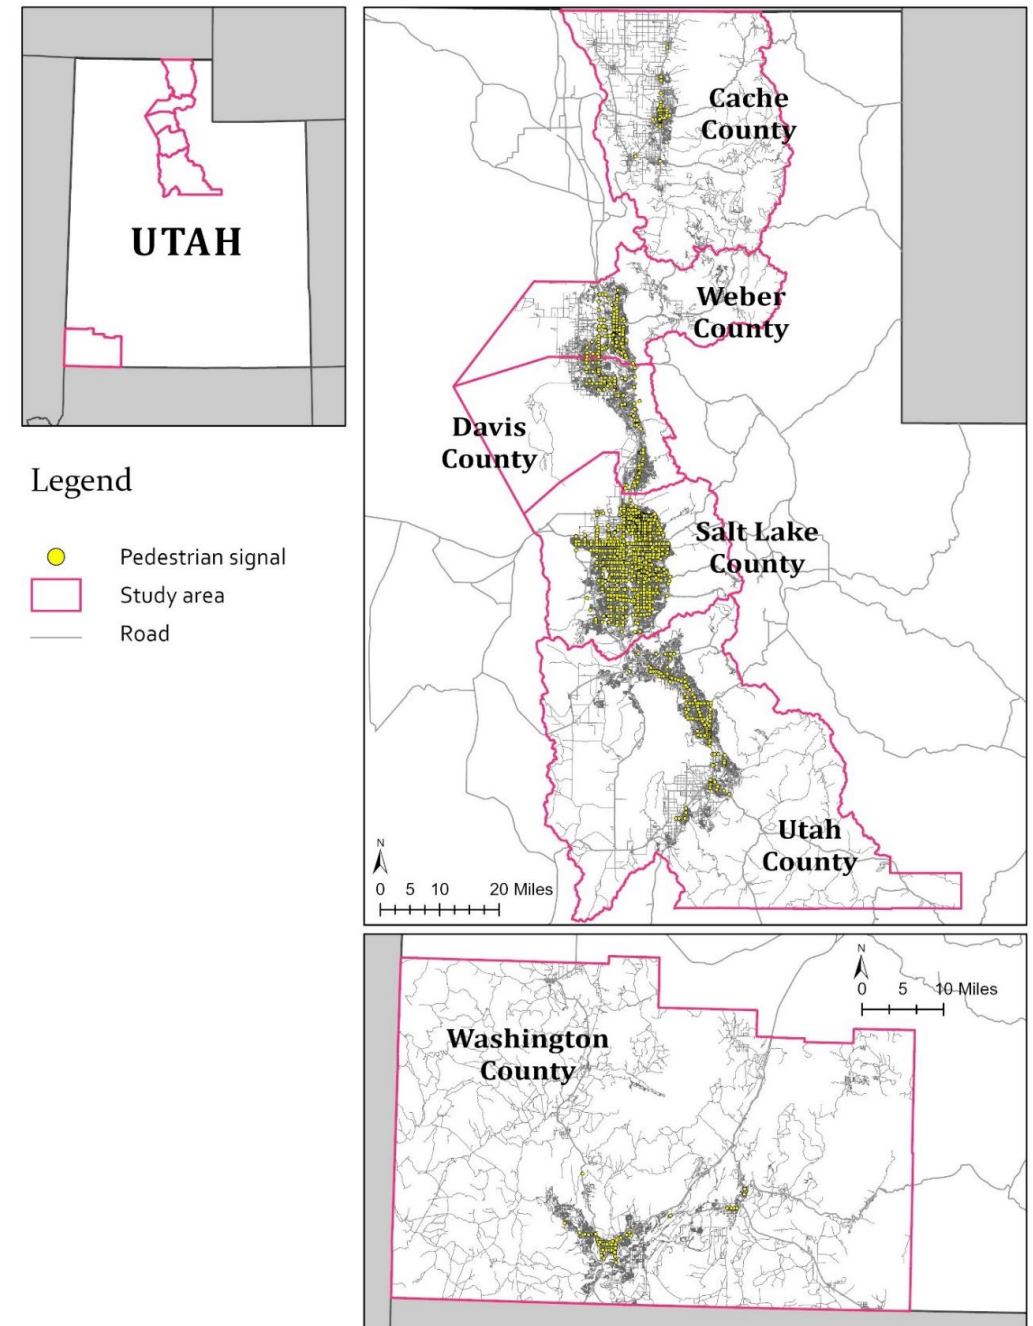 UTAH
Legend
Pedestrian signal
Study area
Road
Cache
County
Weber
County
Davis
County
Salt Lake
County
Utah
County
N
0 5 10 20 Miles
Washington
County
N
0 5 10 Miles